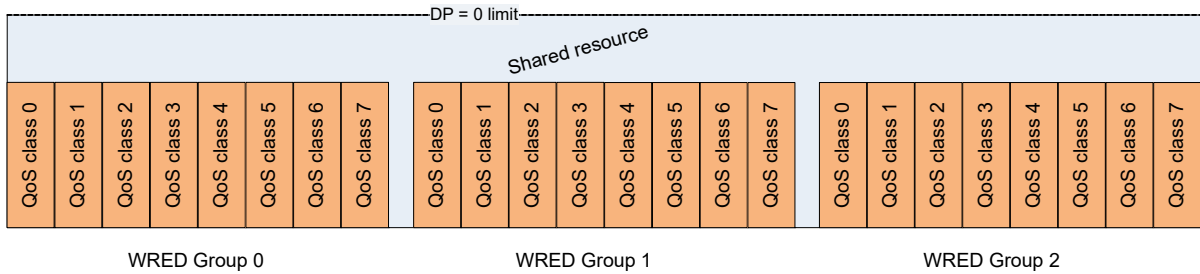 DP = 0 limit
Shared resource
QoS class 0
QoS class 1
QoS class 2
QoS class 3
QoS class 4
QoS class 5
QoS class 6
QoS class 7
QoS class 0
QoS class 1
QoS class 2
QoS class 3
QoS class 4
QoS class 5
QoS class 6
QoS class 7
QoS class 0
QoS class 1
QoS class 2
QoS class 3
QoS class 4
QoS class 5
QoS class 6
QoS class 7
WRED Group 0
WRED Group 1
WRED Group 2